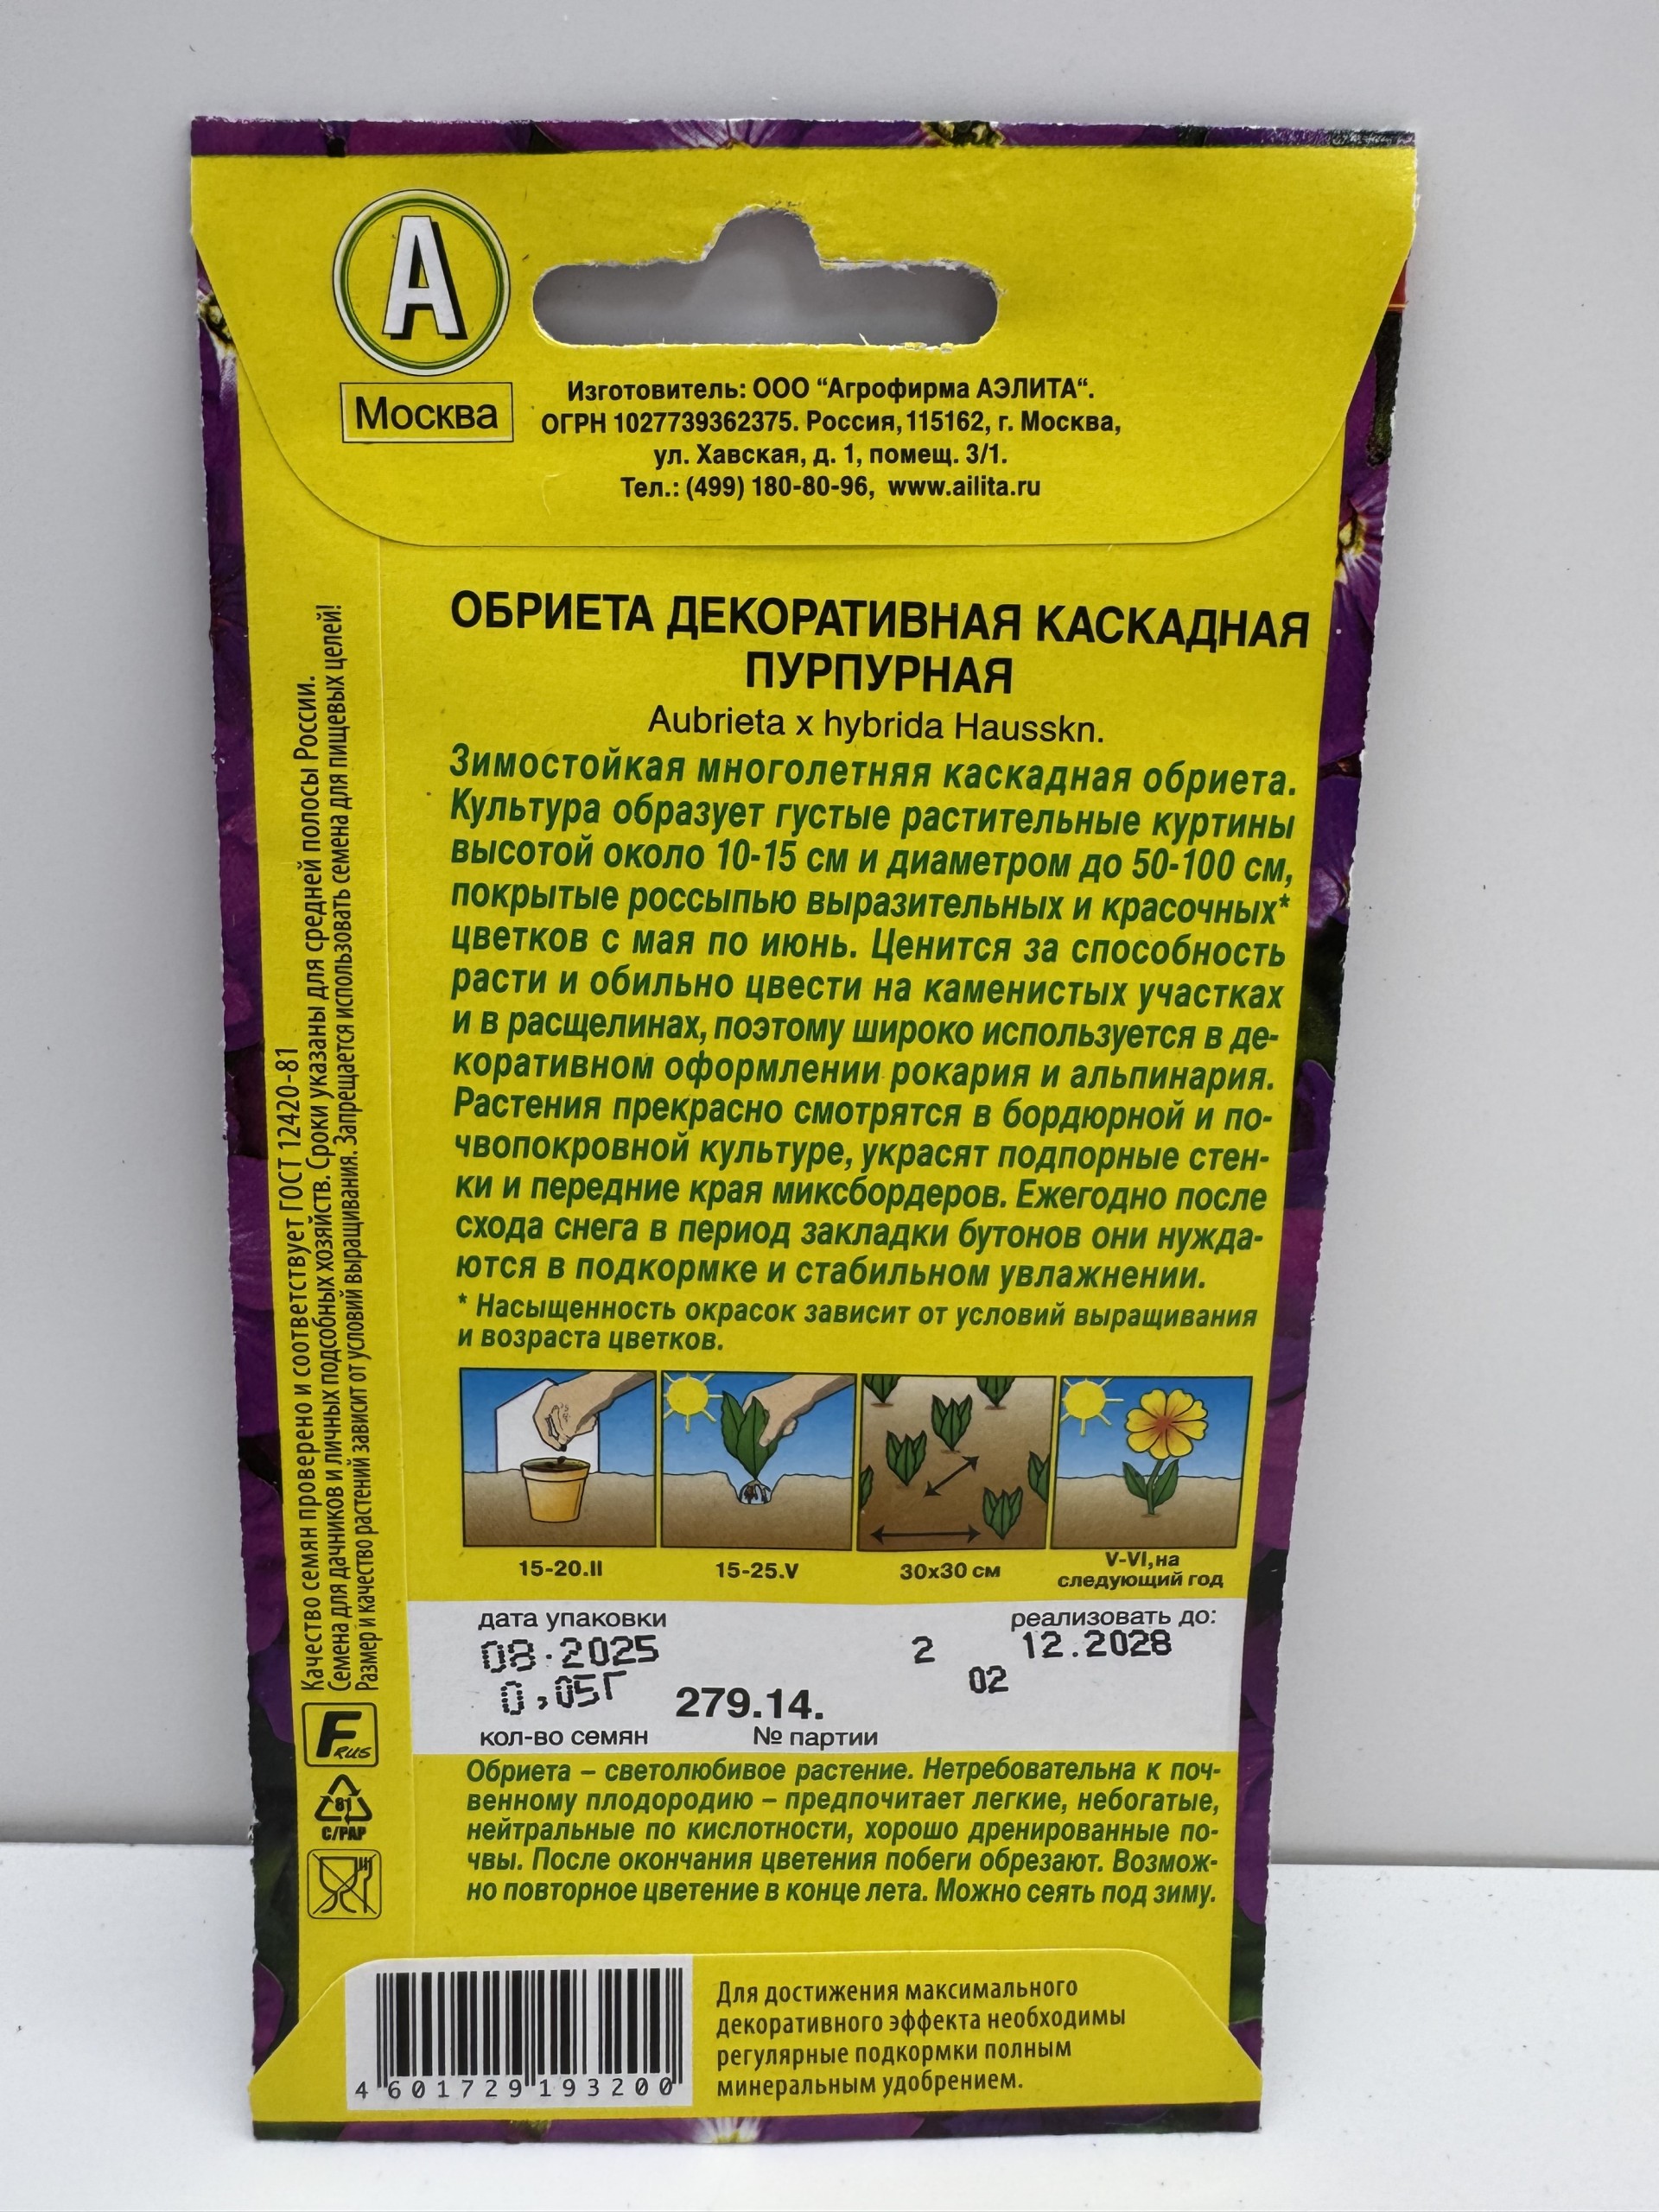 А
Москва
Изготовитель: ООО “Агрофирма АЭЛИТА“.
ОГРН 1027739362375. Россия, 115162, г. Москва,
ул. Хавская, д. 1, помещ. 3/1.
Тел.: (499) 180-80-96, www.ailita.ru
ОБРИЕТА ДЕКОРАТИВНАЯ КАСКАДНАЯ
ПУРПУРНАЯ
Aubrieta x hybrida Hausskn.
Зимостойкая многолетняя каскадная обриета.
Культура образует густые растительные куртины
высотой около 10-15 см и диаметром до 50-100 см,
покрытые россыпью выразительных и красочных*
цветков с мая по июнь. Ценится за способность
расти и обильно цвести на каменистых участках
и в расщелинах, поэтому широко используется в де-
коративном оформлении рокария и альпинария.
Растения прекрасно смотрятся в бордюрной и по-
чвопокровной культуре, украсят подпорные стен-
ки и передние края миксбордеров. Ежегодно после
схода снега в период закладки бутонов они нужда-
ются в подкормке и стабильном увлажнении.
* Насыщенность окрасок зависит от условий выращивания
и возраста цветков.
15-20.II
15-25.V
30x30 см
V-VI,на
следующий год
дата упаковки
реализовать до:
08.2025
2
12.2028
0,05Г
279.14.
02
кол-во семян
№ партии
Обриета – светолюбивое растение. Нетребовательна к поч-
венному плодородию – предпочитает легкие, небогатые,
нейтральные по кислотности, хорошо дренированные по-
чвы. После окончания цветения побеги обрезают. Возмож-
но повторное цветение в конце лета. Можно сеять под зиму.
Качество семян проверено и соответствует ГОСТ 12420-81
Семена для дачников и личных подсобных хозяйств. Сроки указаны для средней полосы России.
Размер и качество растений зависит от условий выращивания. Запрещается использовать семена для пищевых целей!
F RUS
81
C/PAP
4 601729 193200
Для достижения максимального
декоративного эффекта необходимы
регулярные подкормки полным
минеральным удобрением.